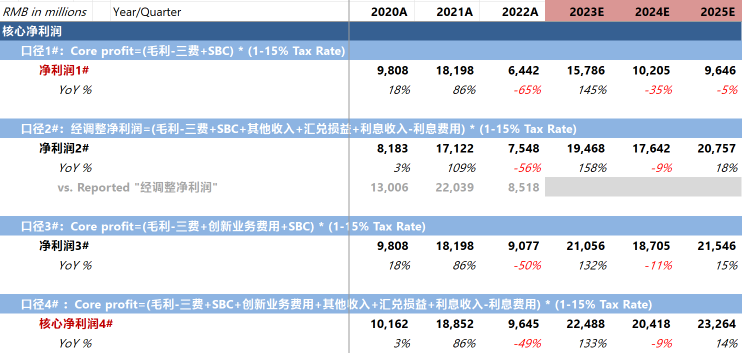 RMB in millions Year/Quarter 2020A 2021A 2022A 2023E 2024E 2025E
核心净利润
口径1#：Core profit=(毛利-三费+SBC) * (1-15% Tax Rate)
净利润1# 9,808 18,198 6,442 15,786 10,205 9,646
YoY % 18% 86% -65% 145% -35% -5%
口径2#：经调整净利润=(毛利-三费+SBC+其他收入+汇兑损益+利息收入-利息费用) * (1-15% Tax Rate)
净利润2# 8,183 17,122 7,548 19,468 17,642 20,757
YoY % 3% 109% -56% 158% -9% 18%
vs. Reported "经调整净利润" 13,006 22,039 8,518
口径3#：Core profit=(毛利-三费+创新业务费用+SBC) * (1-15% Tax Rate)
净利润3# 9,808 18,198 9,077 21,056 18,705 21,546
YoY % 18% 86% -50% 132% -11% 15%
口径4#：Core profit=(毛利-三费+SBC+创新业务费用+其他收入+汇兑损益+利息收入-利息费用) * (1-15% Tax Rate)
核心净利润4# 10,162 18,852 9,645 22,488 20,418 23,264
YoY % 3% 86% -49% 133% -9% 14%